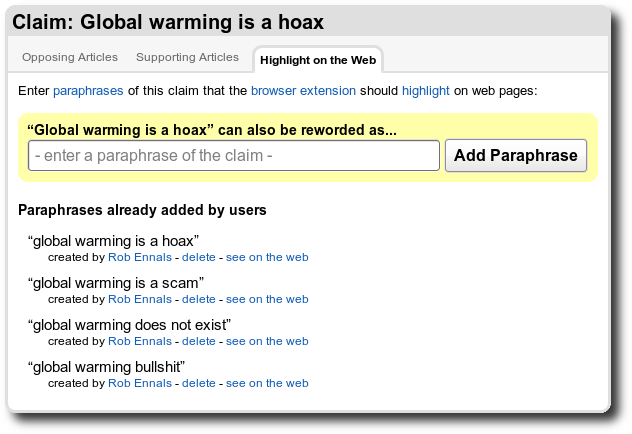 Claim: Global warming is a hoax
Opposing Articles Supporting Articles Highlight on the Web
Enter paraphrases of this claim that the browser extension should highlight on web pages:
“Global warming is a hoax” can also be reworded as...
- enter a paraphrase of the claim - Add Paraphrase
Paraphrases already added by users
“global warming is a hoax”
created by Rob Ennals - delete - see on the web
“global warming is a scam”
created by Rob Ennals - delete - see on the web
“global warming does not exist”
created by Rob Ennals - delete - see on the web
“global warming bullshit”
created by Rob Ennals - delete - see on the web